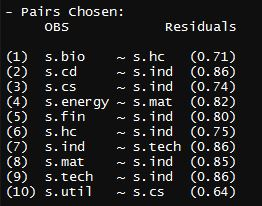 - Pairs Chosen:
OBS Residuals
(1) s.bio ~ s.hc (0.71)
(2) s.cd ~ s.ind (0.86)
(3) s.cs ~ s.ind (0.74)
(4) s.energy ~ s.mat (0.82)
(5) s.fin ~ s.ind (0.80)
(6) s.hc ~ s.ind (0.75)
(7) s.ind ~ s.tech (0.86)
(8) s.mat ~ s.ind (0.85)
(9) s.tech ~ s.ind (0.86)
(10) s.util ~ s.cs (0.64)